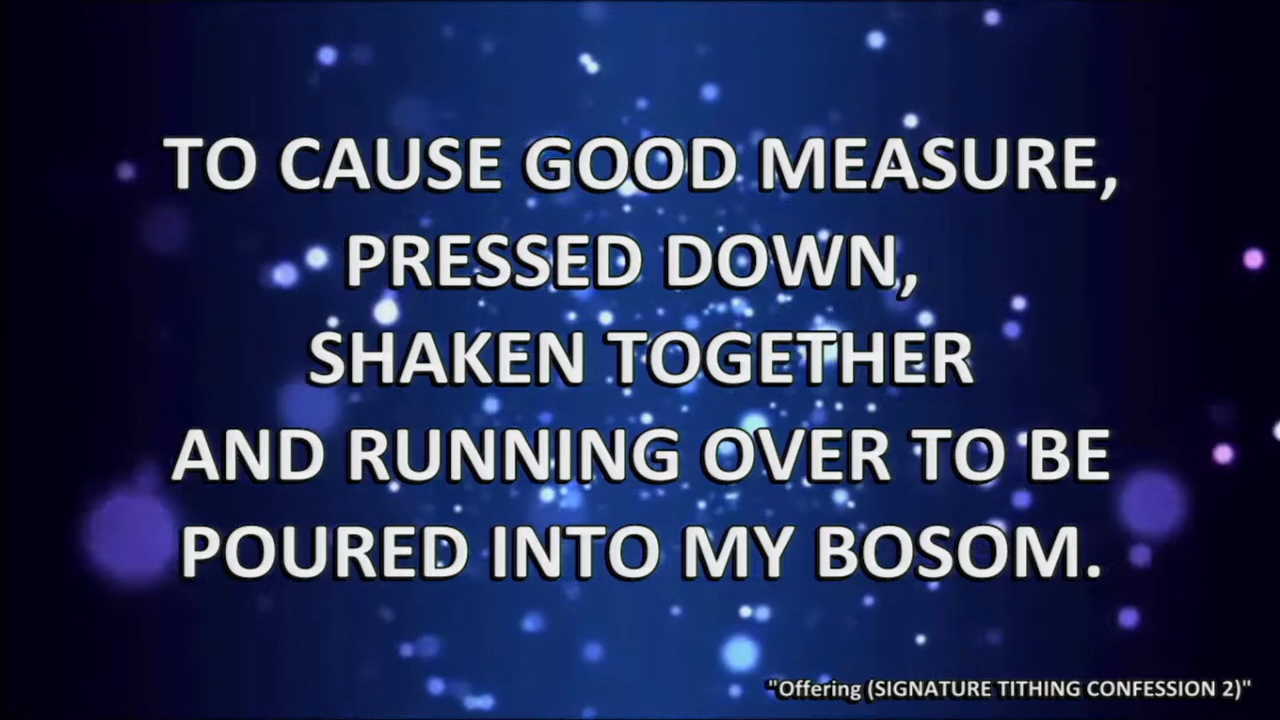 TO CAUSE GOOD MEASURE,
PRESSED DOWN,
SHAKEN TOGETHER
AND RUNNING OVER TO BE
POURED INTO MY BOSOM.
"Offering (SIGNATURE TITHING CONFESSION 2)"